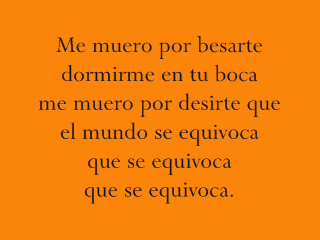 Me muero por besarte
dormirme en tu boca
me muero por desirte que
el mundo se equivoca
que se equivoca
que se equivoca.